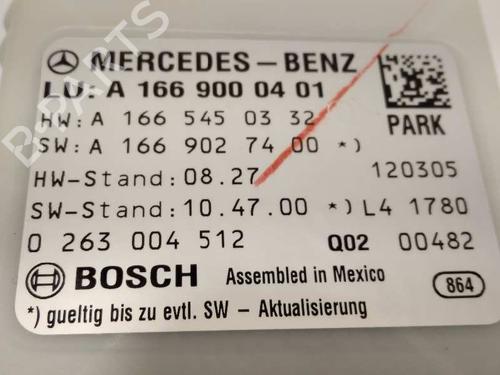 MERCEDES-BENZ
LU: A 166 900 04 01
HW: A 166 545 03 32
PARK
SW: A 166 902 74 00 *)
HW-Stand: 08.27
120305
SW-Stand: 10.47.00 *) L4 1780
0 263 004 512 Q02 00482
BOSCH Assembled in Mexico
864
*) gueltig bis zu evtl. SW - Aktualisierung
B-PARTS